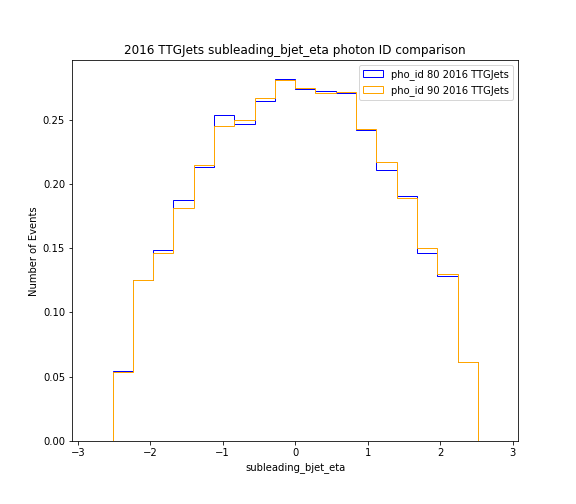 2016 TTGJets subleading_bjet_eta photon ID comparison
pho_id 80 2016 TTGJets
pho_id 90 2016 TTGJets
Number of Events
0.25
0.20
0.15
0.10
0.05
0.00
−3
−2
−1
0
1
2
3
subleading_bjet_eta